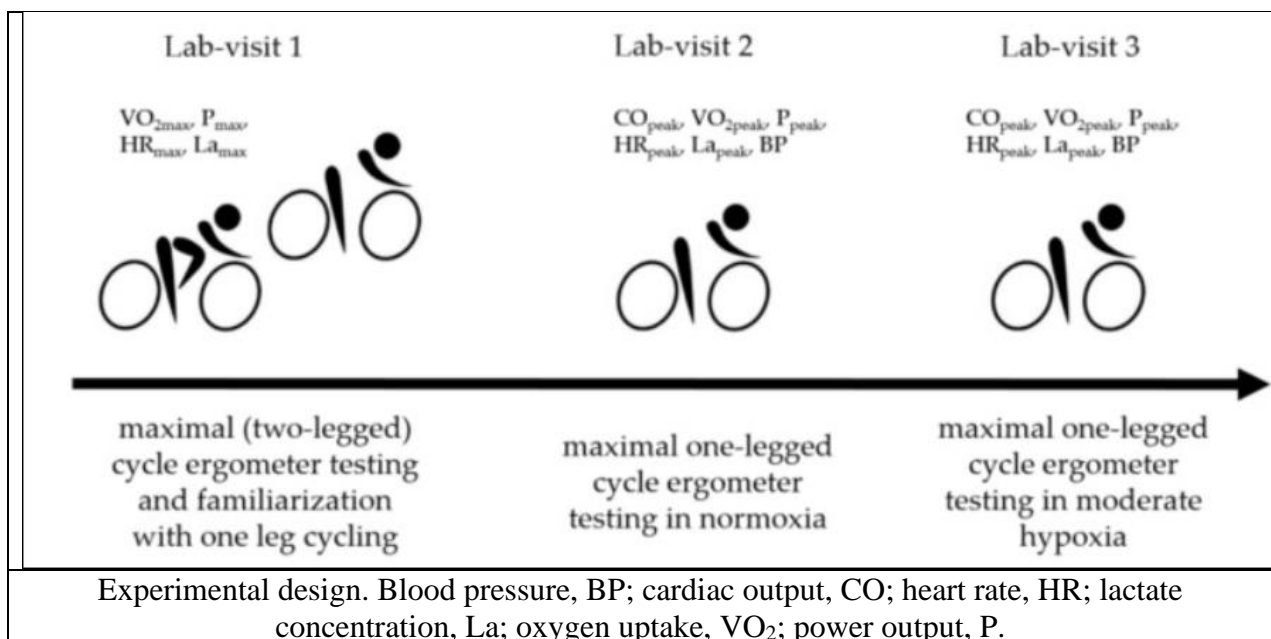 Lab-visit 1
VO2max, Pmax,
HRmax, Lamax
Lab-visit 2
COpeak, VO2peak, Ppeak,
HRpeak, Lapeak, BP
Lab-visit 3
COpeak, VO2peak, Ppeak,
HRpeak, Lapeak, BP
maximal (two-legged)
cycle ergometer testing
and familiarization
with one leg cycling
maximal one-legged
cycle ergometer
testing in normoxia
maximal one-legged
cycle ergometer
testing in moderate
hypoxia
Experimental design. Blood pressure, BP; cardiac output, CO; heart rate, HR; lactate
concentration, La; oxygen uptake, VO2; power output, P.